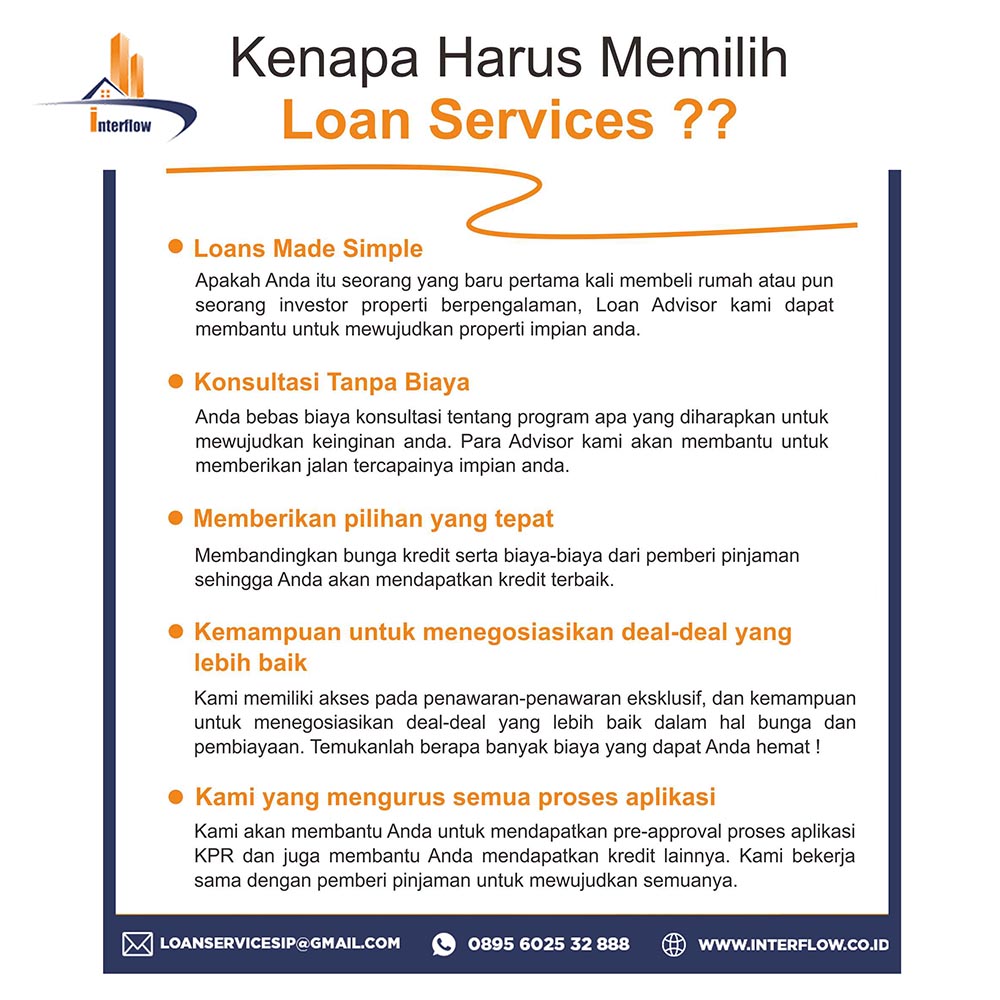 interflow
Kenapa Harus Memilih
Loan Services ??
Loans Made Simple
Apakah Anda itu seorang yang baru pertama kali membeli rumah atau pun
seorang investor properti berpengalaman, Loan Advisor kami dapat
membantu untuk mewujudkan properti impian anda.
Konsultasi Tanpa Biaya
Anda bebas biaya konsultasi tentang program apa yang diharapkan untuk
mewujudkan keinginan anda. Para Advisor kami akan membantu untuk
memberikan jalan tercapainya impian anda.
Memberikan pilihan yang tepat
Membandingkan bunga kredit serta biaya-biaya dari pemberi pinjaman
sehingga Anda akan mendapatkan kredit terbaik.
Kemampuan untuk menegosiasikan deal-deal yang
lebih baik
Kami memiliki akses pada penawaran-penawaran eksklusif, dan kemampuan
untuk menegosiasikan deal-deal yang lebih baik dalam hal bunga dan
pembiayaan. Temukanlah berapa banyak biaya yang dapat Anda hemat !
Kami yang mengurus semua proses aplikasi
Kami akan membantu Anda untuk mendapatkan pre-approval proses aplikasi
KPR dan juga membantu Anda mendapatkan kredit lainnya. Kami bekerja
sama dengan pemberi pinjaman untuk mewujudkan semuanya.
LOANSERVICESIP@GMAIL.COM 0895 6025 32 888 WWW.INTERFLOW.CO.ID